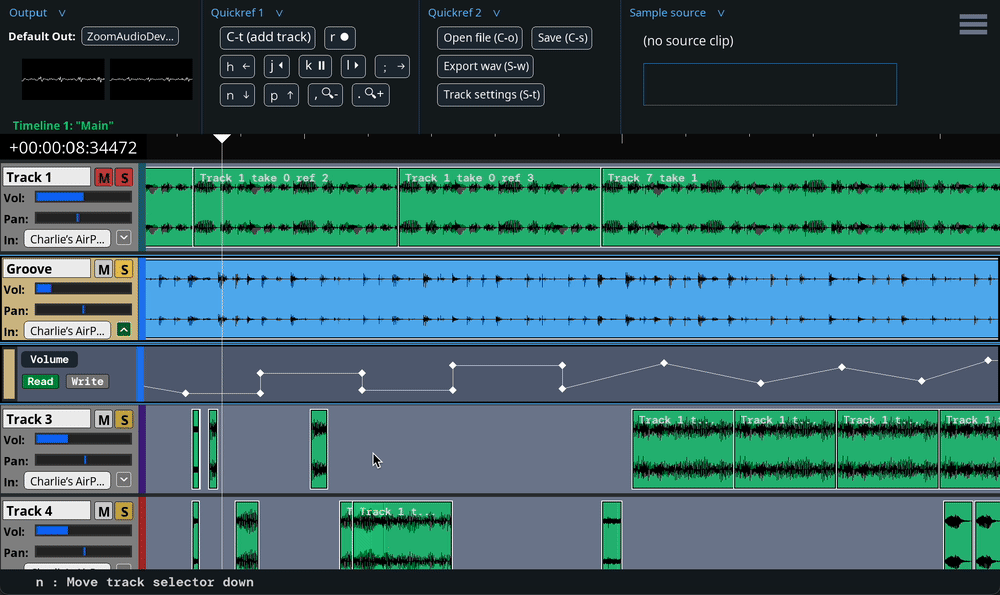 Output ∨ Quickref 1 ∨ Quickref 2 ∨ Sample source ∨
Default Out: ZoomAudioDev...
C-t (add track) r ●
h ← j k l ; →
n ↓ p ↑ , - . +
Open file (C-o) Save (C-s)
Export wav (S-w)
Track settings (S-t)
(no source clip)
Timeline 1: "Main"
+00:00:08:34472
Track 1 M S
Vol:
Pan:
In: Charlie's AirP...
Track 1 take 0 ref 2 Track 1 take 0 ref 3 Track 7 take 1
Groove M S
Vol:
Pan:
In: Charlie's AirP...
Volume
Read Write
Track 3 M S
Vol:
Pan:
In: Charlie's AirP...
Track 1 t... Track 1 t... Track 1 t... Track 1 t
Track 4 M S
Vol:
Pan:
T Track 1 t...
n : Move track selector down